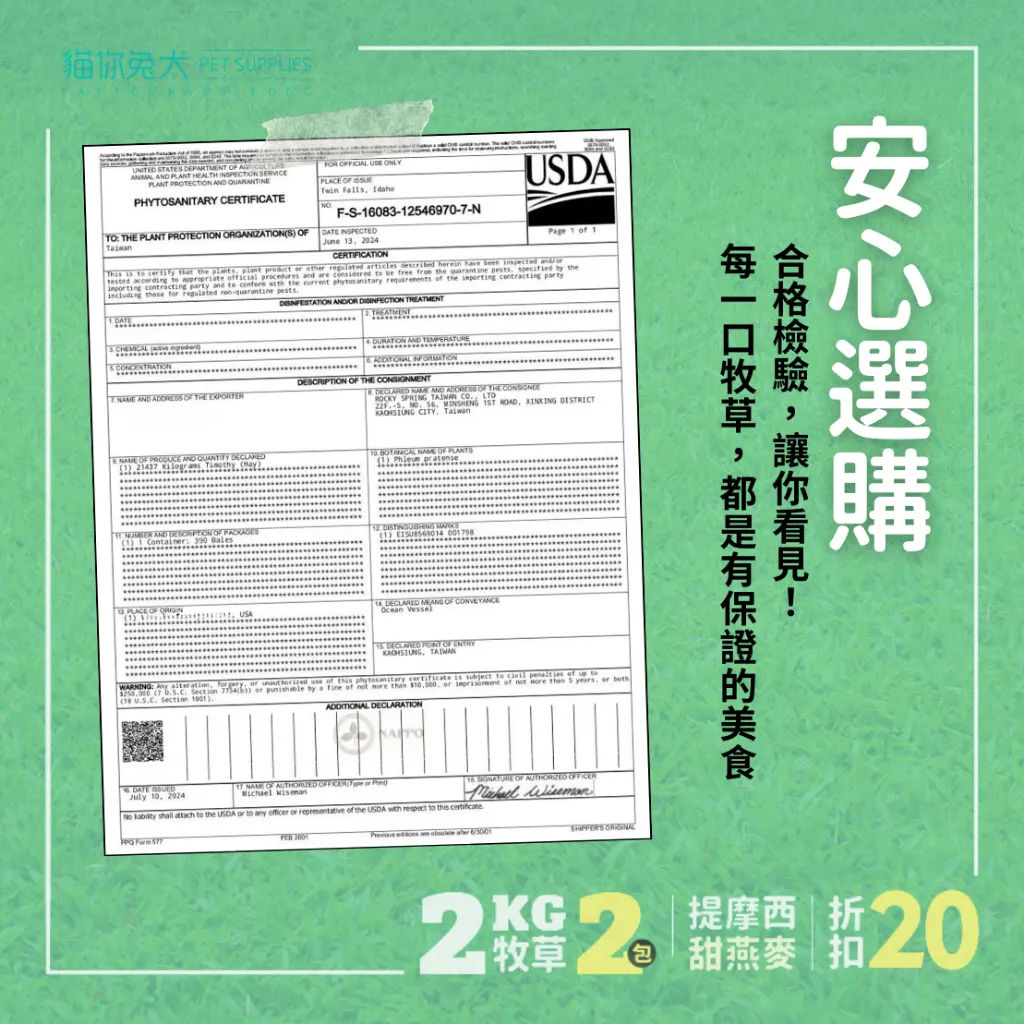 貓你兔犬 PET SUPPLIES
安心選購
合格檢驗，讓你看見！
每一口牧草，都是有保證的美食
UNITED STATES DEPARTMENT OF AGRICULTURE
ANIMAL AND PLANT HEALTH INSPECTION SERVICE
PLANT PROTECTION AND QUARANTINE
PHYTOSANITARY CERTIFICATE
FOR OFFICIAL USE ONLY
PLACE OF ISSUE
Twin Falls, Idaho
NO.
F-S-16083-12546970-7-N
USDA
Page 1 of 1
TO: THE PLANT PROTECTION ORGANIZATION(S) OF
Taiwan
DATE INSPECTED
June 13, 2024
CERTIFICATION
This is to certify that the plants, plant product or other regulated articles described herein have been inspected and/or
tested according to appropriate official procedures and are considered to be free from the quarantine pests, specified by the
importing contracting party and to conform with the current phytosanitary requirements of the importing contracting party
including those for regulated non-quarantine pests.
DISINFESTATION AND/OR DISINFECTION TREATMENT
1. DATE
2. TREATMENT
3. CHEMICAL (active ingredient)
4. DURATION AND TEMPERATURE
5. CONCENTRATION
6. ADDITIONAL INFORMATION
DESCRIPTION OF THE CONSIGNMENT
7. NAME AND ADDRESS OF THE EXPORTER
8. DECLARED NAME AND ADDRESS OF THE CONSIGNEE
ROCKY SPRING TAIWAN CO., LTD
22F.-5, NO. 56, MINSHENG 1ST ROAD, XINXING DISTRICT
KAOHSIUNG CITY, Taiwan
9. NAME OF PRODUCE AND QUANTITY DECLARED
(1) 21437 Kilograms Timothy (Hay)
10. BOTANICAL NAME OF PLANTS
(1) Phleum pratense
11. NUMBER AND DESCRIPTION OF PACKAGES
(1) 1 Container: 390 Bales
12. DISTINGUISHING MARKS
(1) EISU8569014 001798
13. PLACE OF ORIGIN
(1) USA
14. DECLARED MEANS OF CONVEYANCE
Ocean Vessel
15. DECLARED POINT OF ENTRY
KAOHSIUNG, TAIWAN
WARNING: Any alteration, forgery, or unauthorized use of this phytosanitary certificate is subject to civil penalties of up to
$250,000 (7 U.S.C. Section 7734(b)) or punishable by a fine of not more than $10,000, or imprisonment of not more than 5 years, or both
(18 U.S.C. Section 1001).
ADDITIONAL DECLARATION
NAPPO
16. DATE ISSUED
July 10, 2024
17. NAME OF AUTHORIZED OFFICER(Type or Print)
Michael Wiseman
18. SIGNATURE OF AUTHORIZED OFFICER
Michael Wiseman
No liability shall attach to the USDA or to any officer or representative of the USDA with respect to this certificate.
PPQ Form 577
FEB 2001
Previous editions are obsolete after 6/30/01
SHIPPER'S ORIGINAL
2KG牧草2包
提摩西
甜燕麥
折扣20